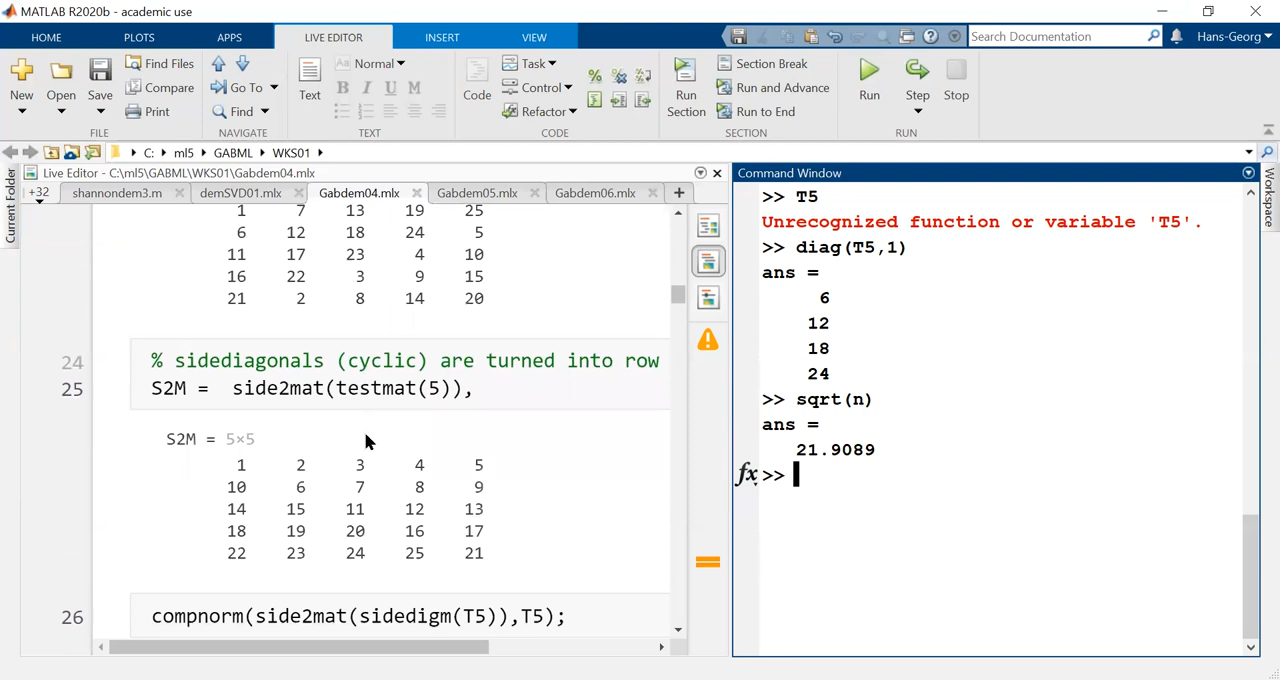 MATLAB R2020b - academic use
HOME PLOTS APPS LIVE EDITOR INSERT VIEW Search Documentation Hans-Georg
New Open Save Find Files Compare Print
FILE
Go To Find
NAVIGATE
Text Aa Normal B I U M
TEXT
Code Task Control Refactor
CODE
Run Section Section Break Run and Advance Run to End
SECTION
Run Step Stop
RUN
C: ml5 GABML WKS01
Current Folder
Live Editor - C:\ml5\GABML\WKS01\Gabdem04.mlx
+32 shannondem3.m demSVD01.mlx Gabdem04.mlx Gabdem05.mlx Gabdem06.mlx
1 7 13 19 25
6 12 18 24 5
11 17 23 4 10
16 22 3 9 15
21 2 8 14 20
24 % sidediagonals (cyclic) are turned into row
25 S2M = side2mat(testmat(5)),
S2M = 5×5
1 2 3 4 5
10 6 7 8 9
14 15 11 12 13
18 19 20 16 17
22 23 24 25 21
26 compnorm(side2mat(sidedigm(T5)),T5);
Command Window
>> T5
Unrecognized function or variable 'T5'.
>> diag(T5,1)
ans =
6
12
18
24
>> sqrt(n)
ans =
21.9089
fx >>
Workspace